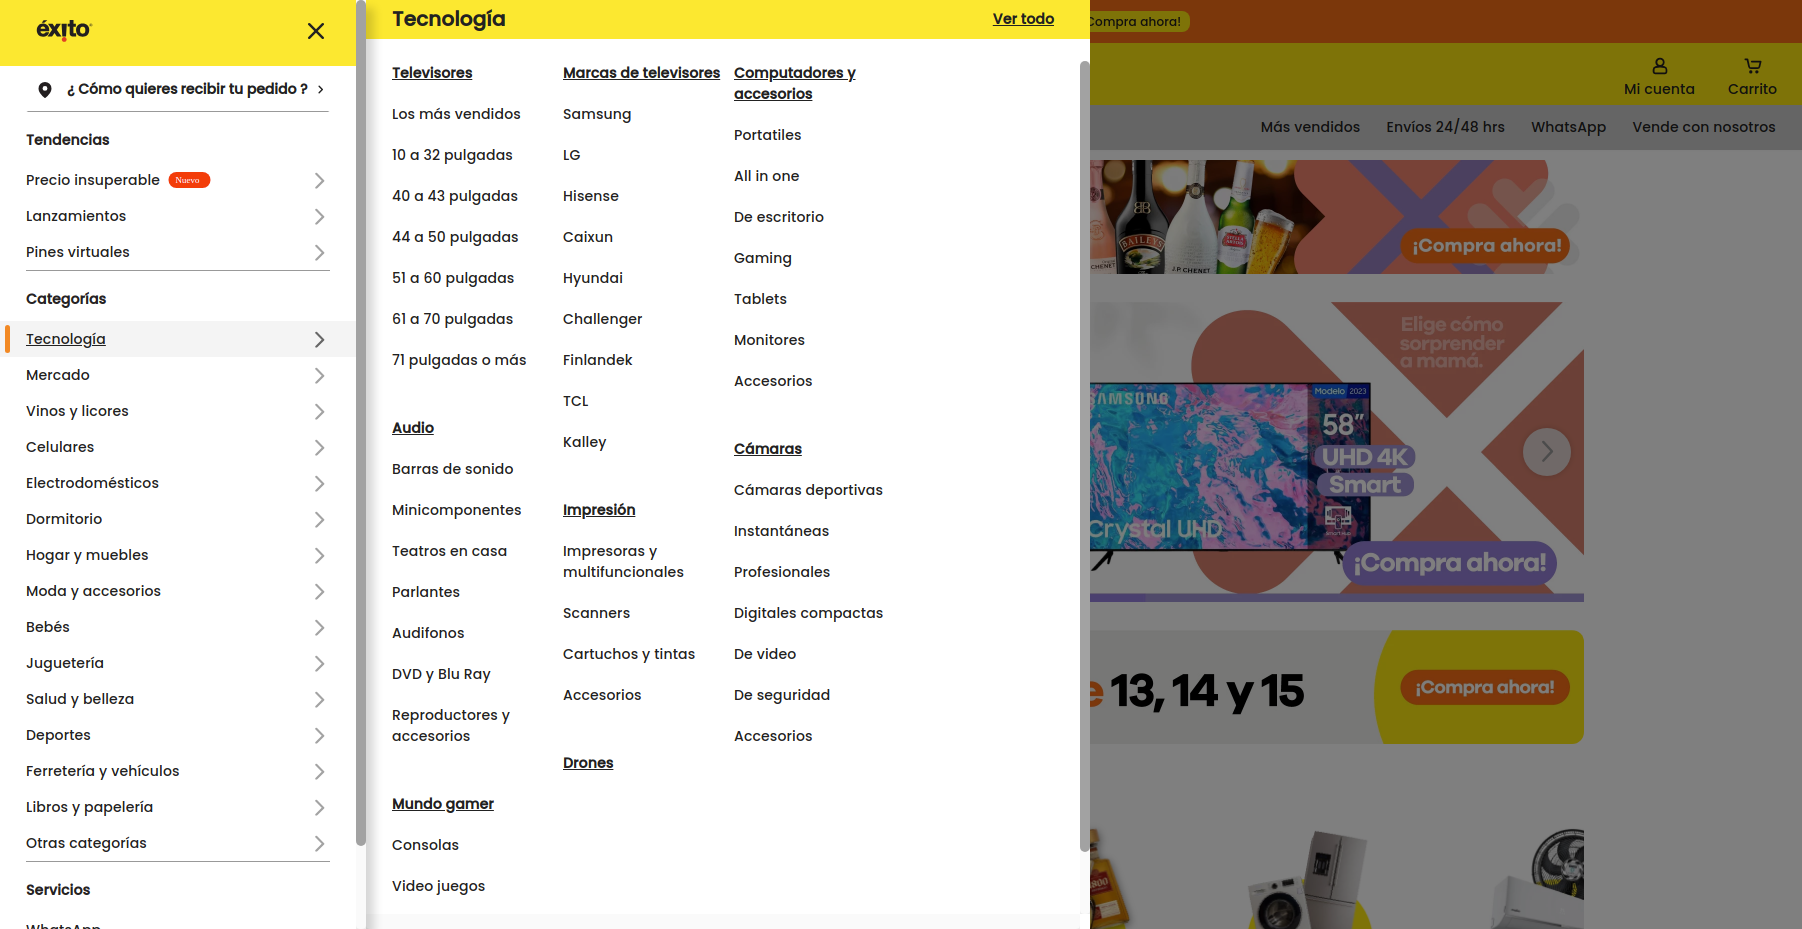 éxito
¿ Cómo quieres recibir tu pedido ?
Tendencias
Precio insuperable Nuevo
Lanzamientos
Pines virtuales
Categorías
Tecnología
Mercado
Vinos y licores
Celulares
Electrodomésticos
Dormitorio
Hogar y muebles
Moda y accesorios
Bebés
Juguetería
Salud y belleza
Deportes
Ferretería y vehículos
Libros y papelería
Otras categorías
Servicios
WhatsApp
Tecnología
Ver todo
Televisores
Los más vendidos
10 a 32 pulgadas
40 a 43 pulgadas
44 a 50 pulgadas
51 a 60 pulgadas
61 a 70 pulgadas
71 pulgadas o más
Audio
Barras de sonido
Minicomponentes
Teatros en casa
Parlantes
Audifonos
DVD y Blu Ray
Reproductores y
accesorios
Mundo gamer
Consolas
Video juegos
Marcas de televisores
Samsung
LG
Hisense
Caixun
Hyundai
Challenger
Finlandek
TCL
Kalley
Impresión
Impresoras y
multifuncionales
Scanners
Cartuchos y tintas
Accesorios
Drones
Computadores y
accesorios
Portatiles
All in one
De escritorio
Gaming
Tablets
Monitores
Accesorios
Cámaras
Cámaras deportivas
Instantáneas
Profesionales
Digitales compactas
De video
De seguridad
Accesorios
Compra ahora!
Mi cuenta
Carrito
Más vendidos
Envíos 24/48 hrs
WhatsApp
Vende con nosotros
CHENET
BAILEYS
J.P. CHENET
STELLA ARTOIS
¡Compra ahora!
Elige cómo
sorprender
a mamá.
SAMSUNG
Modelo 2023
58”
UHD 4K
Smart
Crystal UHD
¡Compra ahora!
e 13, 14 y 15
¡Compra ahora!